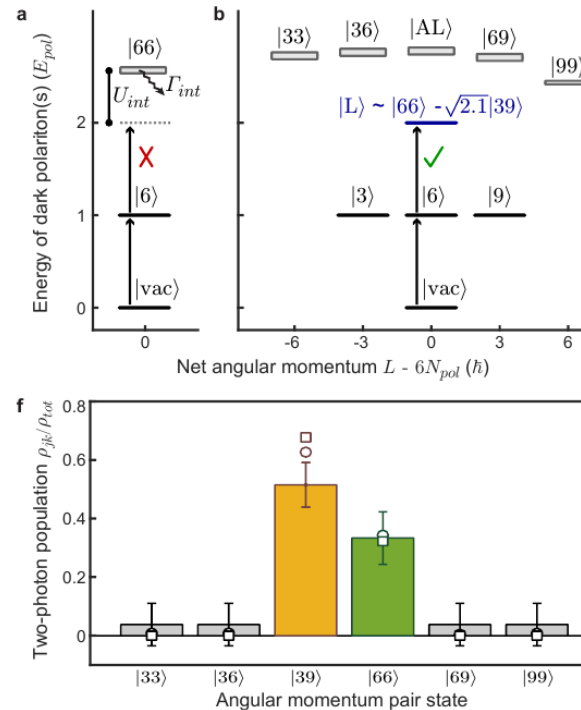 a
b
Energy of dark polariton(s) (E_pol)
|66⟩
U_int
Γ_int
|6⟩
|vac⟩
2
1
0
0
|33⟩ |36⟩ |AL⟩ |69⟩ |99⟩
|L⟩ ~ |66⟩ -√2.1|39⟩
|3⟩ |6⟩ |9⟩
|vac⟩
-6 -3 0 3 6
Net angular momentum L - 6N_pol (ħ)
f
Two-photon population ρ_jk/ρ_tot
0.8
0.6
0.4
0.2
0
|33⟩ |36⟩ |39⟩ |66⟩ |69⟩ |99⟩
Angular momentum pair state